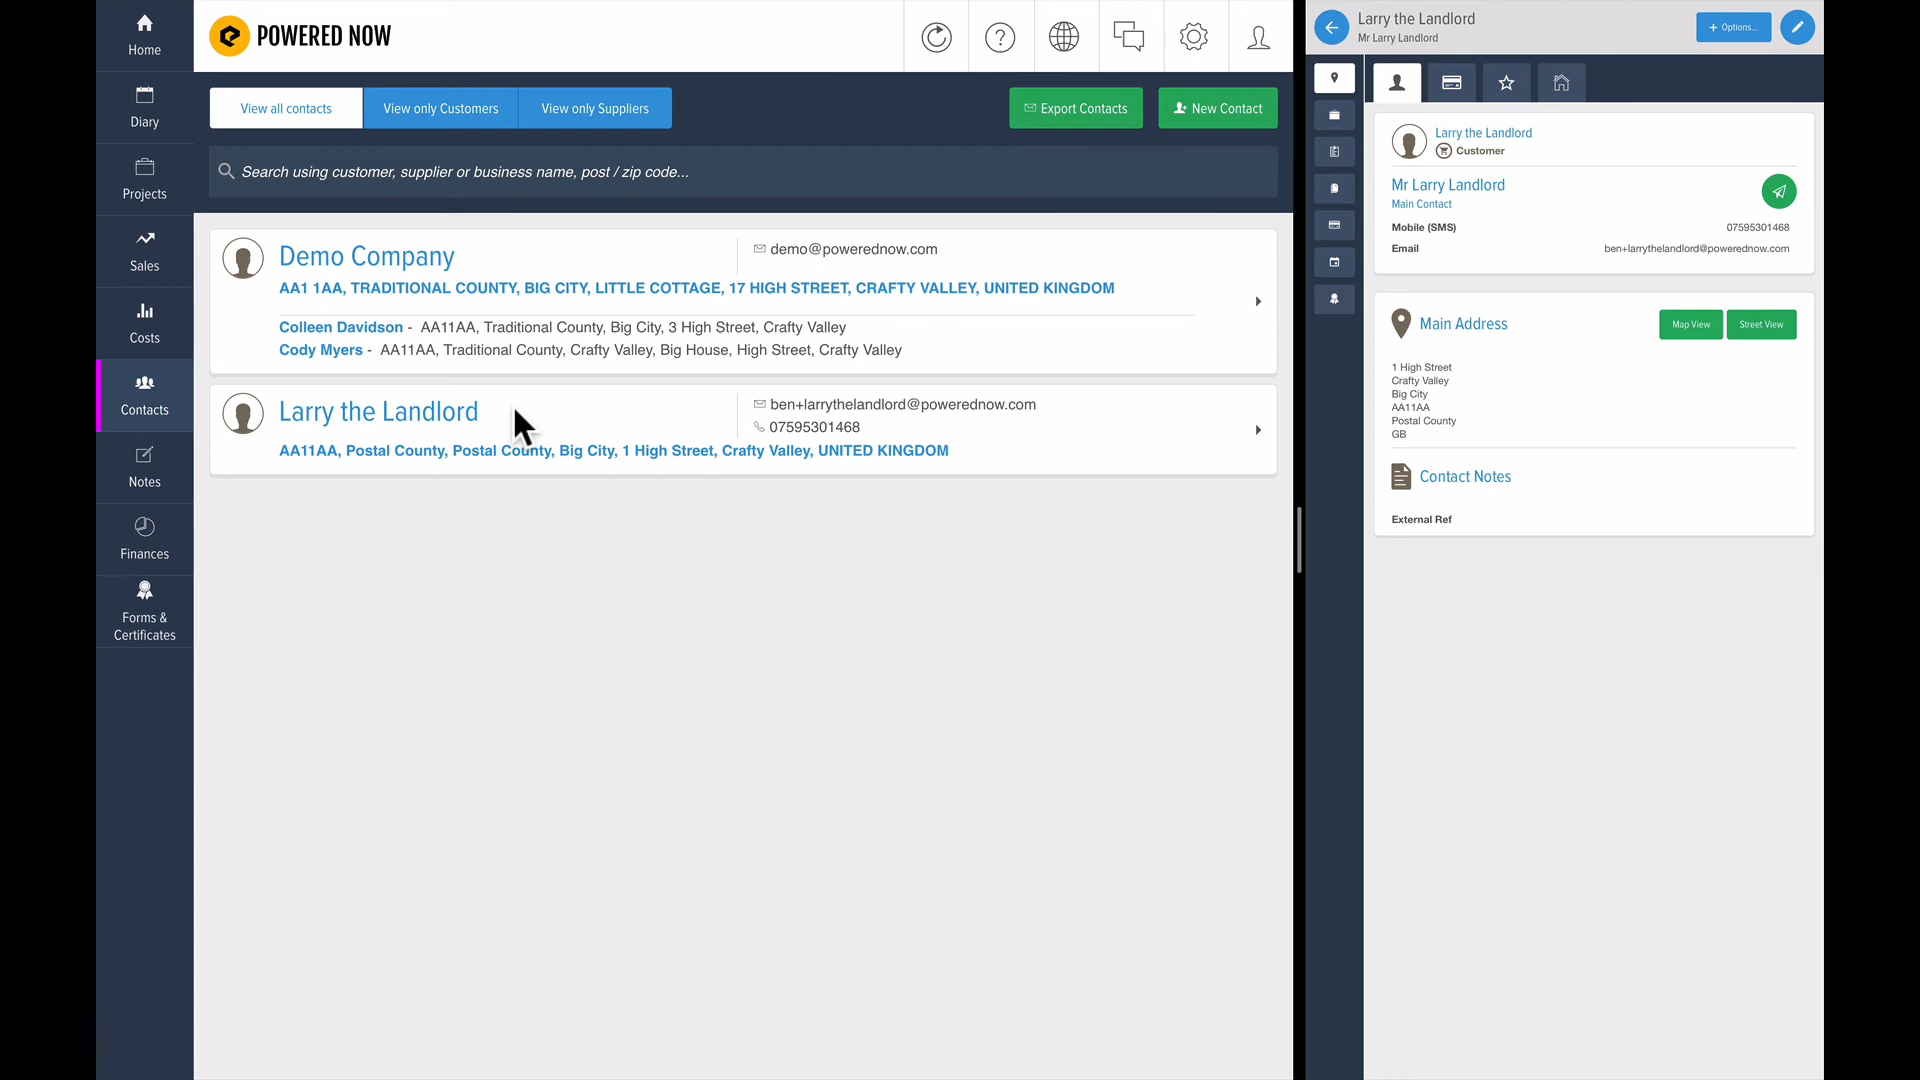 Home
Diary
Projects
Sales
Costs
Contacts
Notes
Finances
Forms &
Certificates
POWERED NOW
View all contacts
View only Customers
View only Suppliers
Export Contacts
New Contact
Search using customer, supplier or business name, post / zip code...
Demo Company
demo@powerednow.com
AA1 1AA, TRADITIONAL COUNTY, BIG CITY, LITTLE COTTAGE, 17 HIGH STREET, CRAFTY VALLEY, UNITED KINGDOM
Colleen Davidson - AA11AA, Traditional County, Big City, 3 High Street, Crafty Valley
Cody Myers - AA11AA, Traditional County, Crafty Valley, Big House, High Street, Crafty Valley
Larry the Landlord
ben+larrythelandlord@powerednow.com
07595301468
AA11AA, Postal County, Postal County, Big City, 1 High Street, Crafty Valley, UNITED KINGDOM
Larry the Landlord
Mr Larry Landlord
+ Options...
Larry the Landlord
Customer
Mr Larry Landlord
Main Contact
Mobile (SMS) 07595301468
Email ben+larrythelandlord@powerednow.com
Main Address
Map View
Street View
1 High Street
Crafty Valley
Big City
AA11AA
Postal County
GB
Contact Notes
External Ref